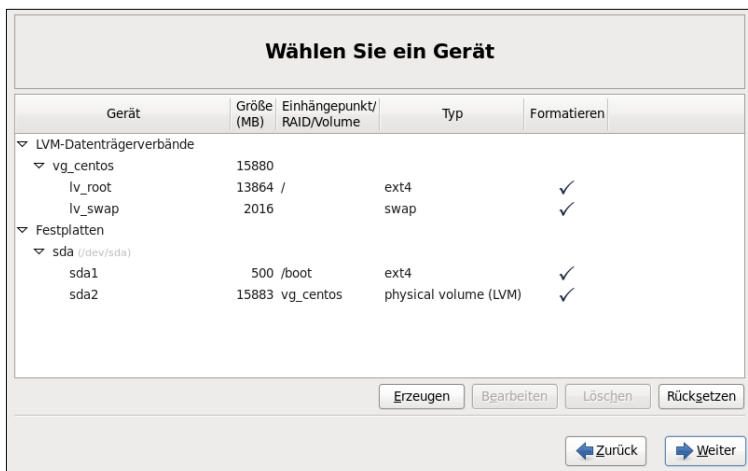 Wählen Sie ein Gerät
Gerät Größe (MB) Einhängepunkt/ RAID/Volume Typ Formatieren
LVM-Datenträgerverbände
vg_centos 15880
lv_root 13864 / ext4
lv_swap 2016 swap
Festplatten
sda (/dev/sda)
sda1 500 /boot ext4
sda2 15883 vg_centos physical volume (LVM)
Erzeugen Bearbeiten Löschen Rücksetzen
Zurück Weiter